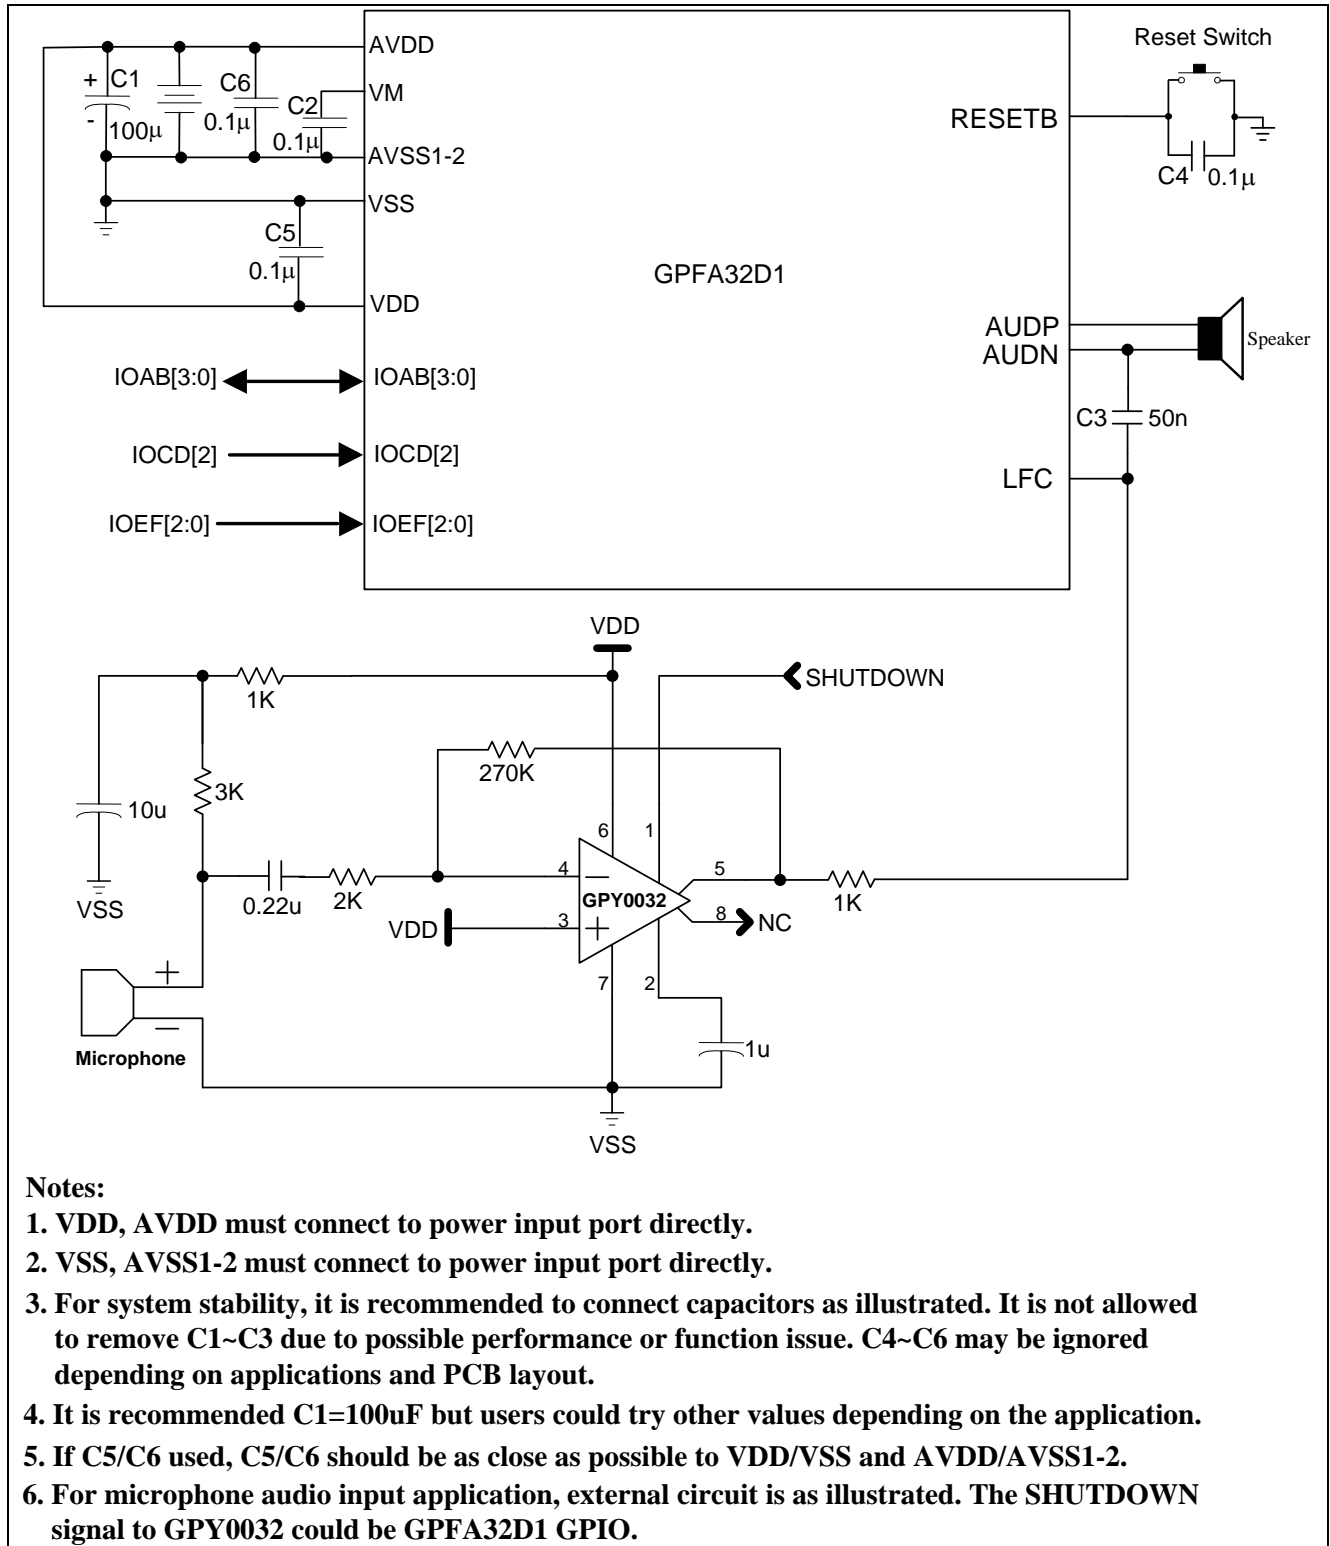 AVDD
Reset Switch
+ C1
C6
VM
C2
- 100μ
0.1μ
RESETB
0.1μ
AVSS1-2
C4 0.1μ
VSS
C5
0.1μ
GPFA32D1
VDD
AUDP
AUDN
Speaker
IOAB[3:0]
IOAB[3:0]
C3 50n
IOCD[2]
IOCD[2]
LFC
IOEF[2:0]
IOEF[2:0]
VDD
SHUTDOWN
1K
270K
3K
10u
6
1
4
5
VSS
0.22u
2K
GPY0032
1K
VDD
3
8
NC
+
7
2
1u
Microphone
VSS
Notes:
1. VDD, AVDD must connect to power input port directly.
2. VSS, AVSS1-2 must connect to power input port directly.
3. For system stability, it is recommended to connect capacitors as illustrated. It is not allowed
to remove C1~C3 due to possible performance or function issue. C4~C6 may be ignored
depending on applications and PCB layout.
4. It is recommended C1=100uF but users could try other values depending on the application.
5. If C5/C6 used, C5/C6 should be as close as possible to VDD/VSS and AVDD/AVSS1-2.
6. For microphone audio input application, external circuit is as illustrated. The SHUTDOWN
signal to GPY0032 could be GPFA32D1 GPIO.